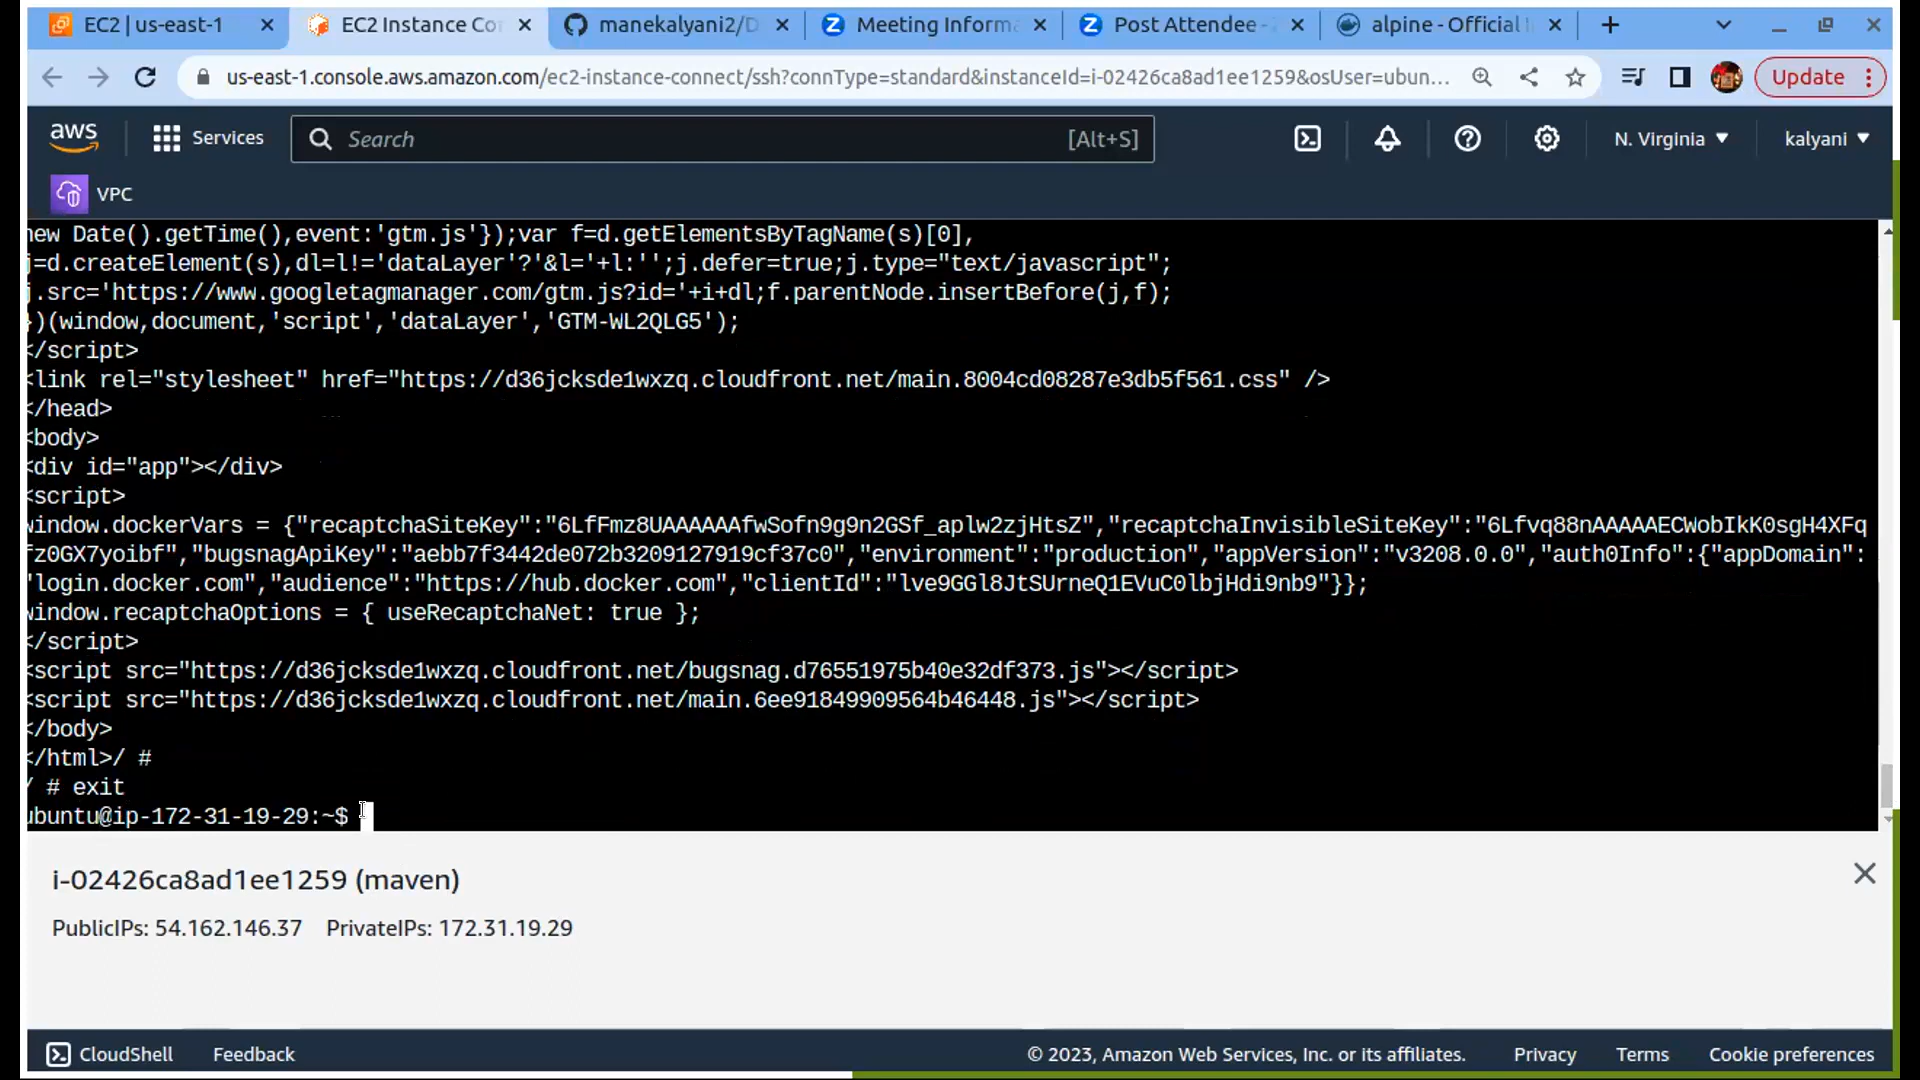 EC2 | us-east-1
EC2 Instance Co
manekalyani2/D
Meeting Informa
Post Attendee -
alpine - Official I
us-east-1.console.aws.amazon.com/ec2-instance-connect/ssh?connType=standard&instanceId=i-02426ca8ad1ee1259&osUser=ubun...
Update
aws
Services
Search
[Alt+S]
N. Virginia
kalyani
VPC
new Date().getTime(),event:'gtm.js'});var f=d.getElementsByTagName(s)[0],
j=d.createElement(s),dl=l!='dataLayer'?'&l='+l:'';j.defer=true;j.type="text/javascript";
j.src='https://www.googletagmanager.com/gtm.js?id='+i+dl;f.parentNode.insertBefore(j,f);
})(window,document,'script','dataLayer','GTM-WL2QLG5');
</script>
<link rel="stylesheet" href="https://d36jcksde1wxzq.cloudfront.net/main.8004cd08287e3db5f561.css" />
</head>
<body>
<div id="app"></div>
<script>
window.dockerVars = {"recaptchaSiteKey":"6LfFmz8UAAAAAAfwSofn9g9n2GSf_aplw2zjHtsZ","recaptchaInvisibleSiteKey":"6Lfvq88nAAAAAECWobIkK0sgH4XFq
fz0GX7yoibf","bugsnagApiKey":"aebb7f3442de072b3209127919cf37c0","environment":"production","appVersion":"v3208.0.0","auth0Info":{"appDomain":
"login.docker.com","audience":"https://hub.docker.com","clientId":"lve9GGl8JtSUrneQ1EVuC0lbjHdi9nb9"}};
window.recaptchaOptions = { useRecaptchaNet: true };
</script>
<script src="https://d36jcksde1wxzq.cloudfront.net/bugsnag.d76551975b40e32df373.js"></script>
<script src="https://d36jcksde1wxzq.cloudfront.net/main.6ee91849909564b46448.js"></script>
</body>
</html>/ #
/ # exit
ubuntu@ip-172-31-19-29:~$
i-02426ca8ad1ee1259 (maven)
PublicIPs: 54.162.146.37 PrivateIPs: 172.31.19.29
CloudShell
Feedback
© 2023, Amazon Web Services, Inc. or its affiliates.
Privacy
Terms
Cookie preferences